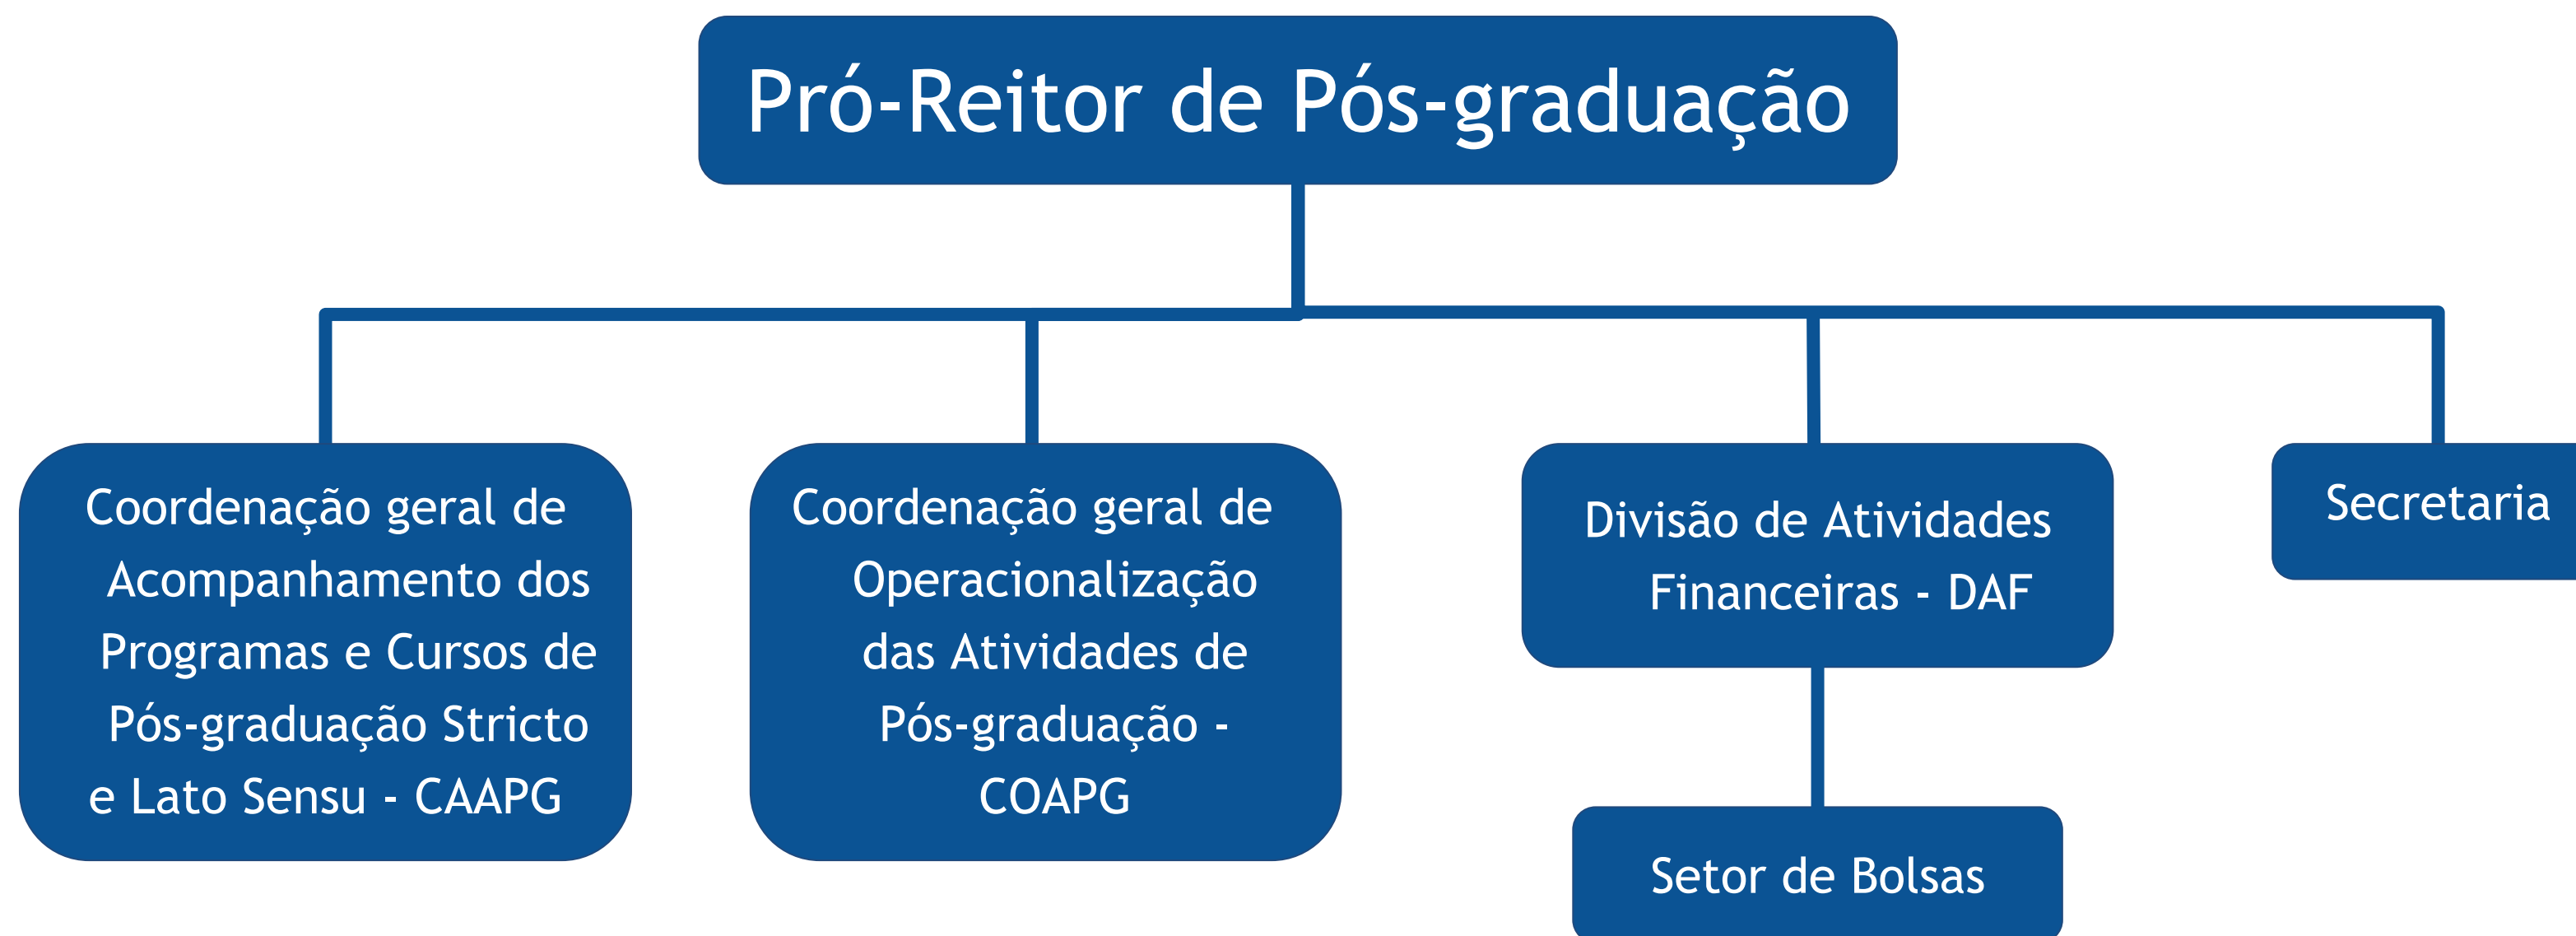 Pró-Reitor de Pós-graduação
Coordenação geral de
Acompanhamento dos
Programas e Cursos de
Pós-graduação Stricto
e Lato Sensu - CAAPG
Coordenação geral de
Operacionalização
das Atividades de
Pós-graduação -
COAPG
Divisão de Atividades
Financeiras - DAF
Secretaria
Setor de Bolsas